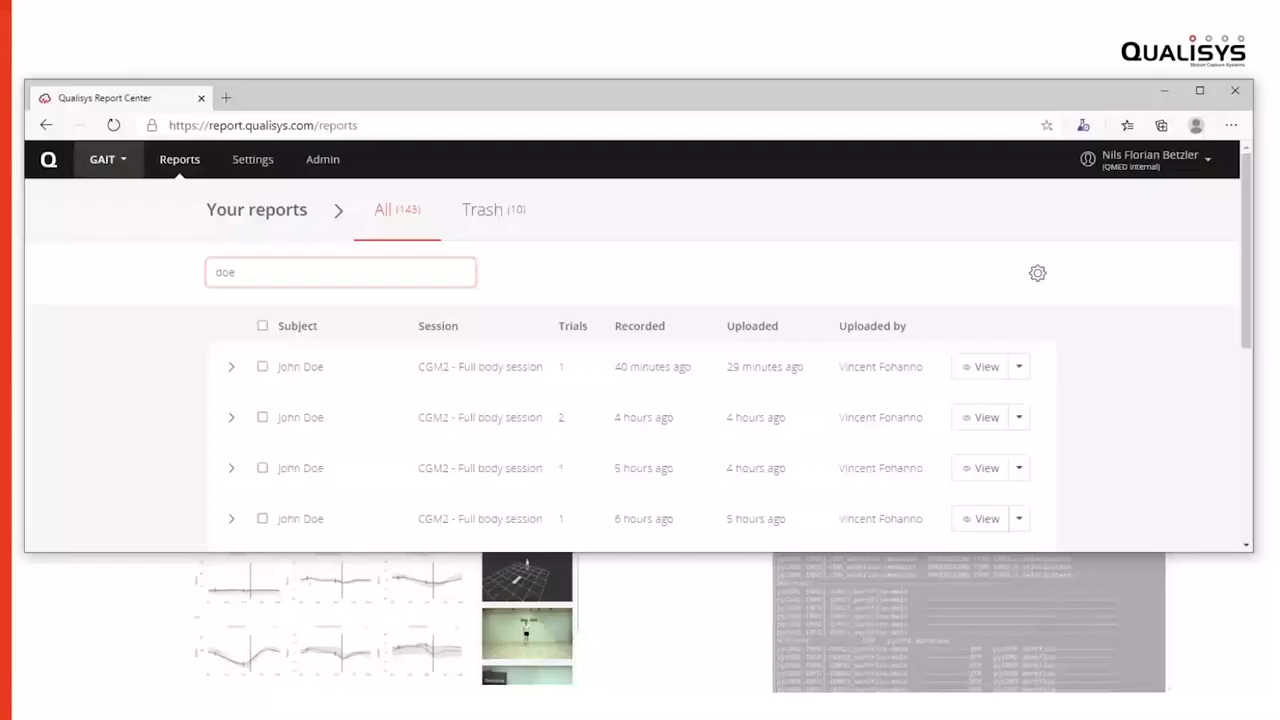 QUALISYS
Motion Capture Systems
Qualisys Report Center
https://report.qualisys.com/reports
Q GAIT Reports Settings Admin Nils Florian Betzler
(QMED internal)
Your reports All (143) Trash (10)
doe
Subject Session Trials Recorded Uploaded Uploaded by
John Doe CGM2 - Full body session 1 40 minutes ago 29 minutes ago Vincent Fohanno View
John Doe CGM2 - Full body session 2 4 hours ago 4 hours ago Vincent Fohanno View
John Doe CGM2 - Full body session 1 5 hours ago 4 hours ago Vincent Fohanno View
John Doe CGM2 - Full body session 1 6 hours ago 5 hours ago Vincent Fohanno View